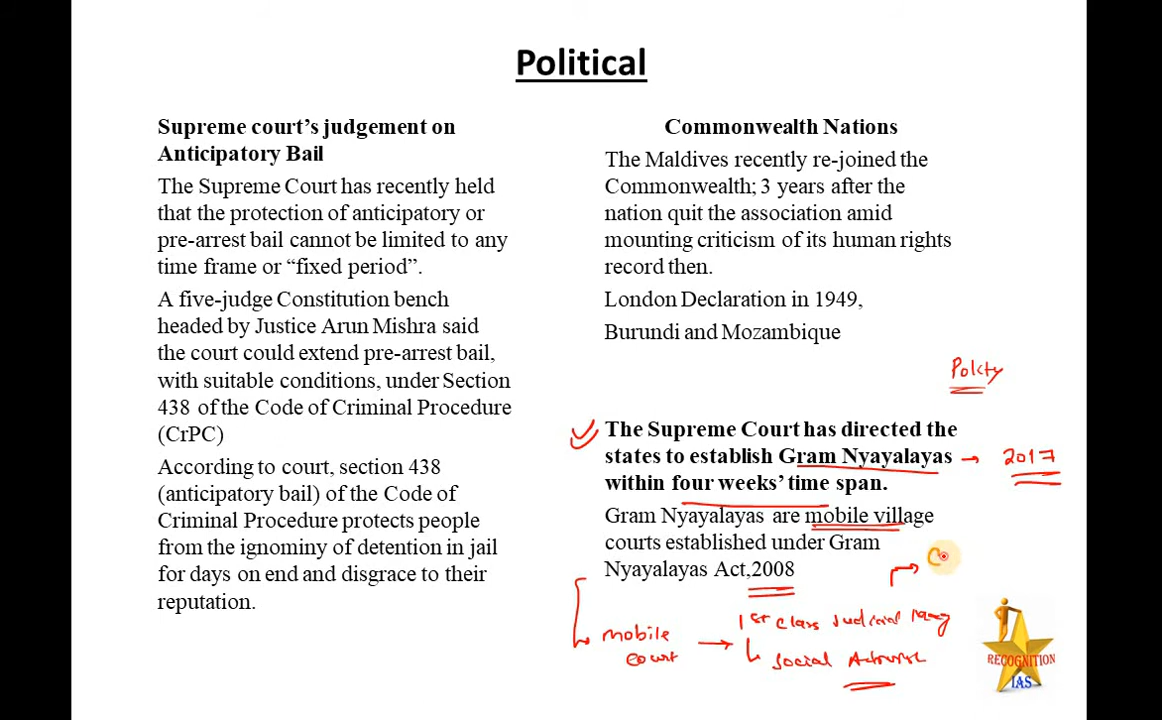 Political
Supreme court’s judgement on
Anticipatory Bail
The Supreme Court has recently held
that the protection of anticipatory or
pre-arrest bail cannot be limited to any
time frame or “fixed period”.
A five-judge Constitution bench
headed by Justice Arun Mishra said
the court could extend pre-arrest bail,
with suitable conditions, under Section
438 of the Code of Criminal Procedure
(CrPC)
According to court, section 438
(anticipatory bail) of the Code of
Criminal Procedure protects people
from the ignominy of detention in jail
for days on end and disgrace to their
reputation.
Commonwealth Nations
The Maldives recently re-joined the
Commonwealth; 3 years after the
nation quit the association amid
mounting criticism of its human rights
record then.
London Declaration in 1949,
Burundi and Mozambique
The Supreme Court has directed the
states to establish Gram Nyayalayas
2017
within four weeks’ time span.
Gram Nyayalayas are mobile village
courts established under Gram
Nyayalayas Act,2008
mobile
court
1st class Judicial
Social
RECOGNITION
IAS